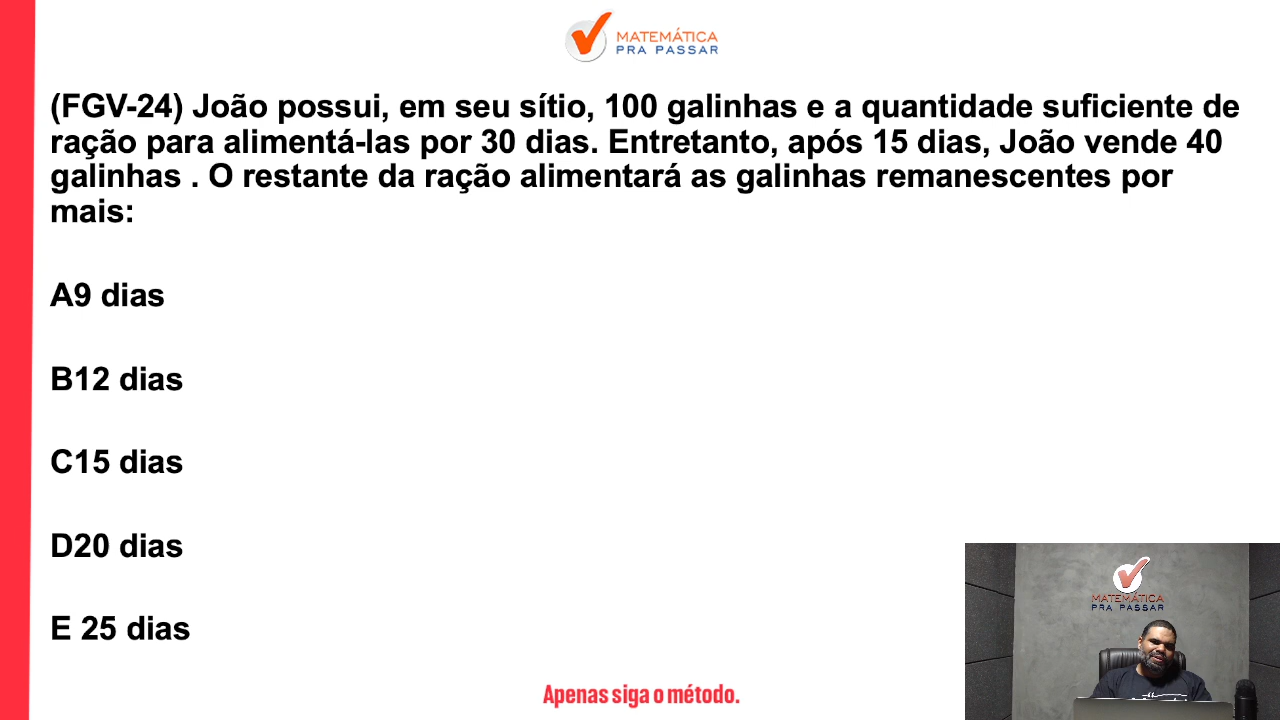 MATEMÁTICA
PRA PASSAR
(FGV-24) João possui, em seu sítio, 100 galinhas e a quantidade suficiente de
ração para alimentá-las por 30 dias. Entretanto, após 15 dias, João vende 40
galinhas . O restante da ração alimentará as galinhas remanescentes por
mais:
A9 dias
B12 dias
C15 dias
D20 dias
E 25 dias
MATEMÁTICA
PRA PASSAR
Apenas siga o método.